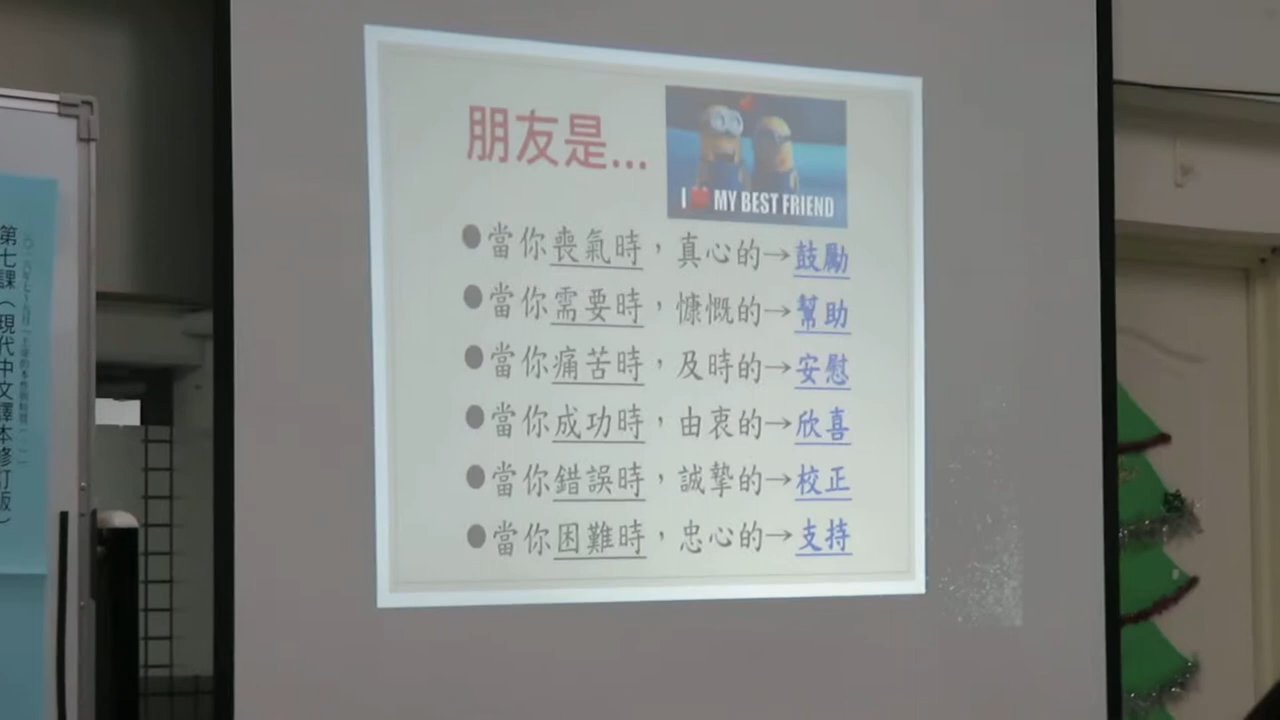 朋友是...
I ❤ MY BEST FRIEND
●當你喪氣時，真心的→鼓勵
●當你需要時，慷慨的→幫助
●當你痛苦時，及時的→安慰
●當你成功時，由衷的→欣喜
●當你錯誤時，誠摯的→校正
●當你困難時，忠心的→支持
第七課（現代中文譯本修訂版）